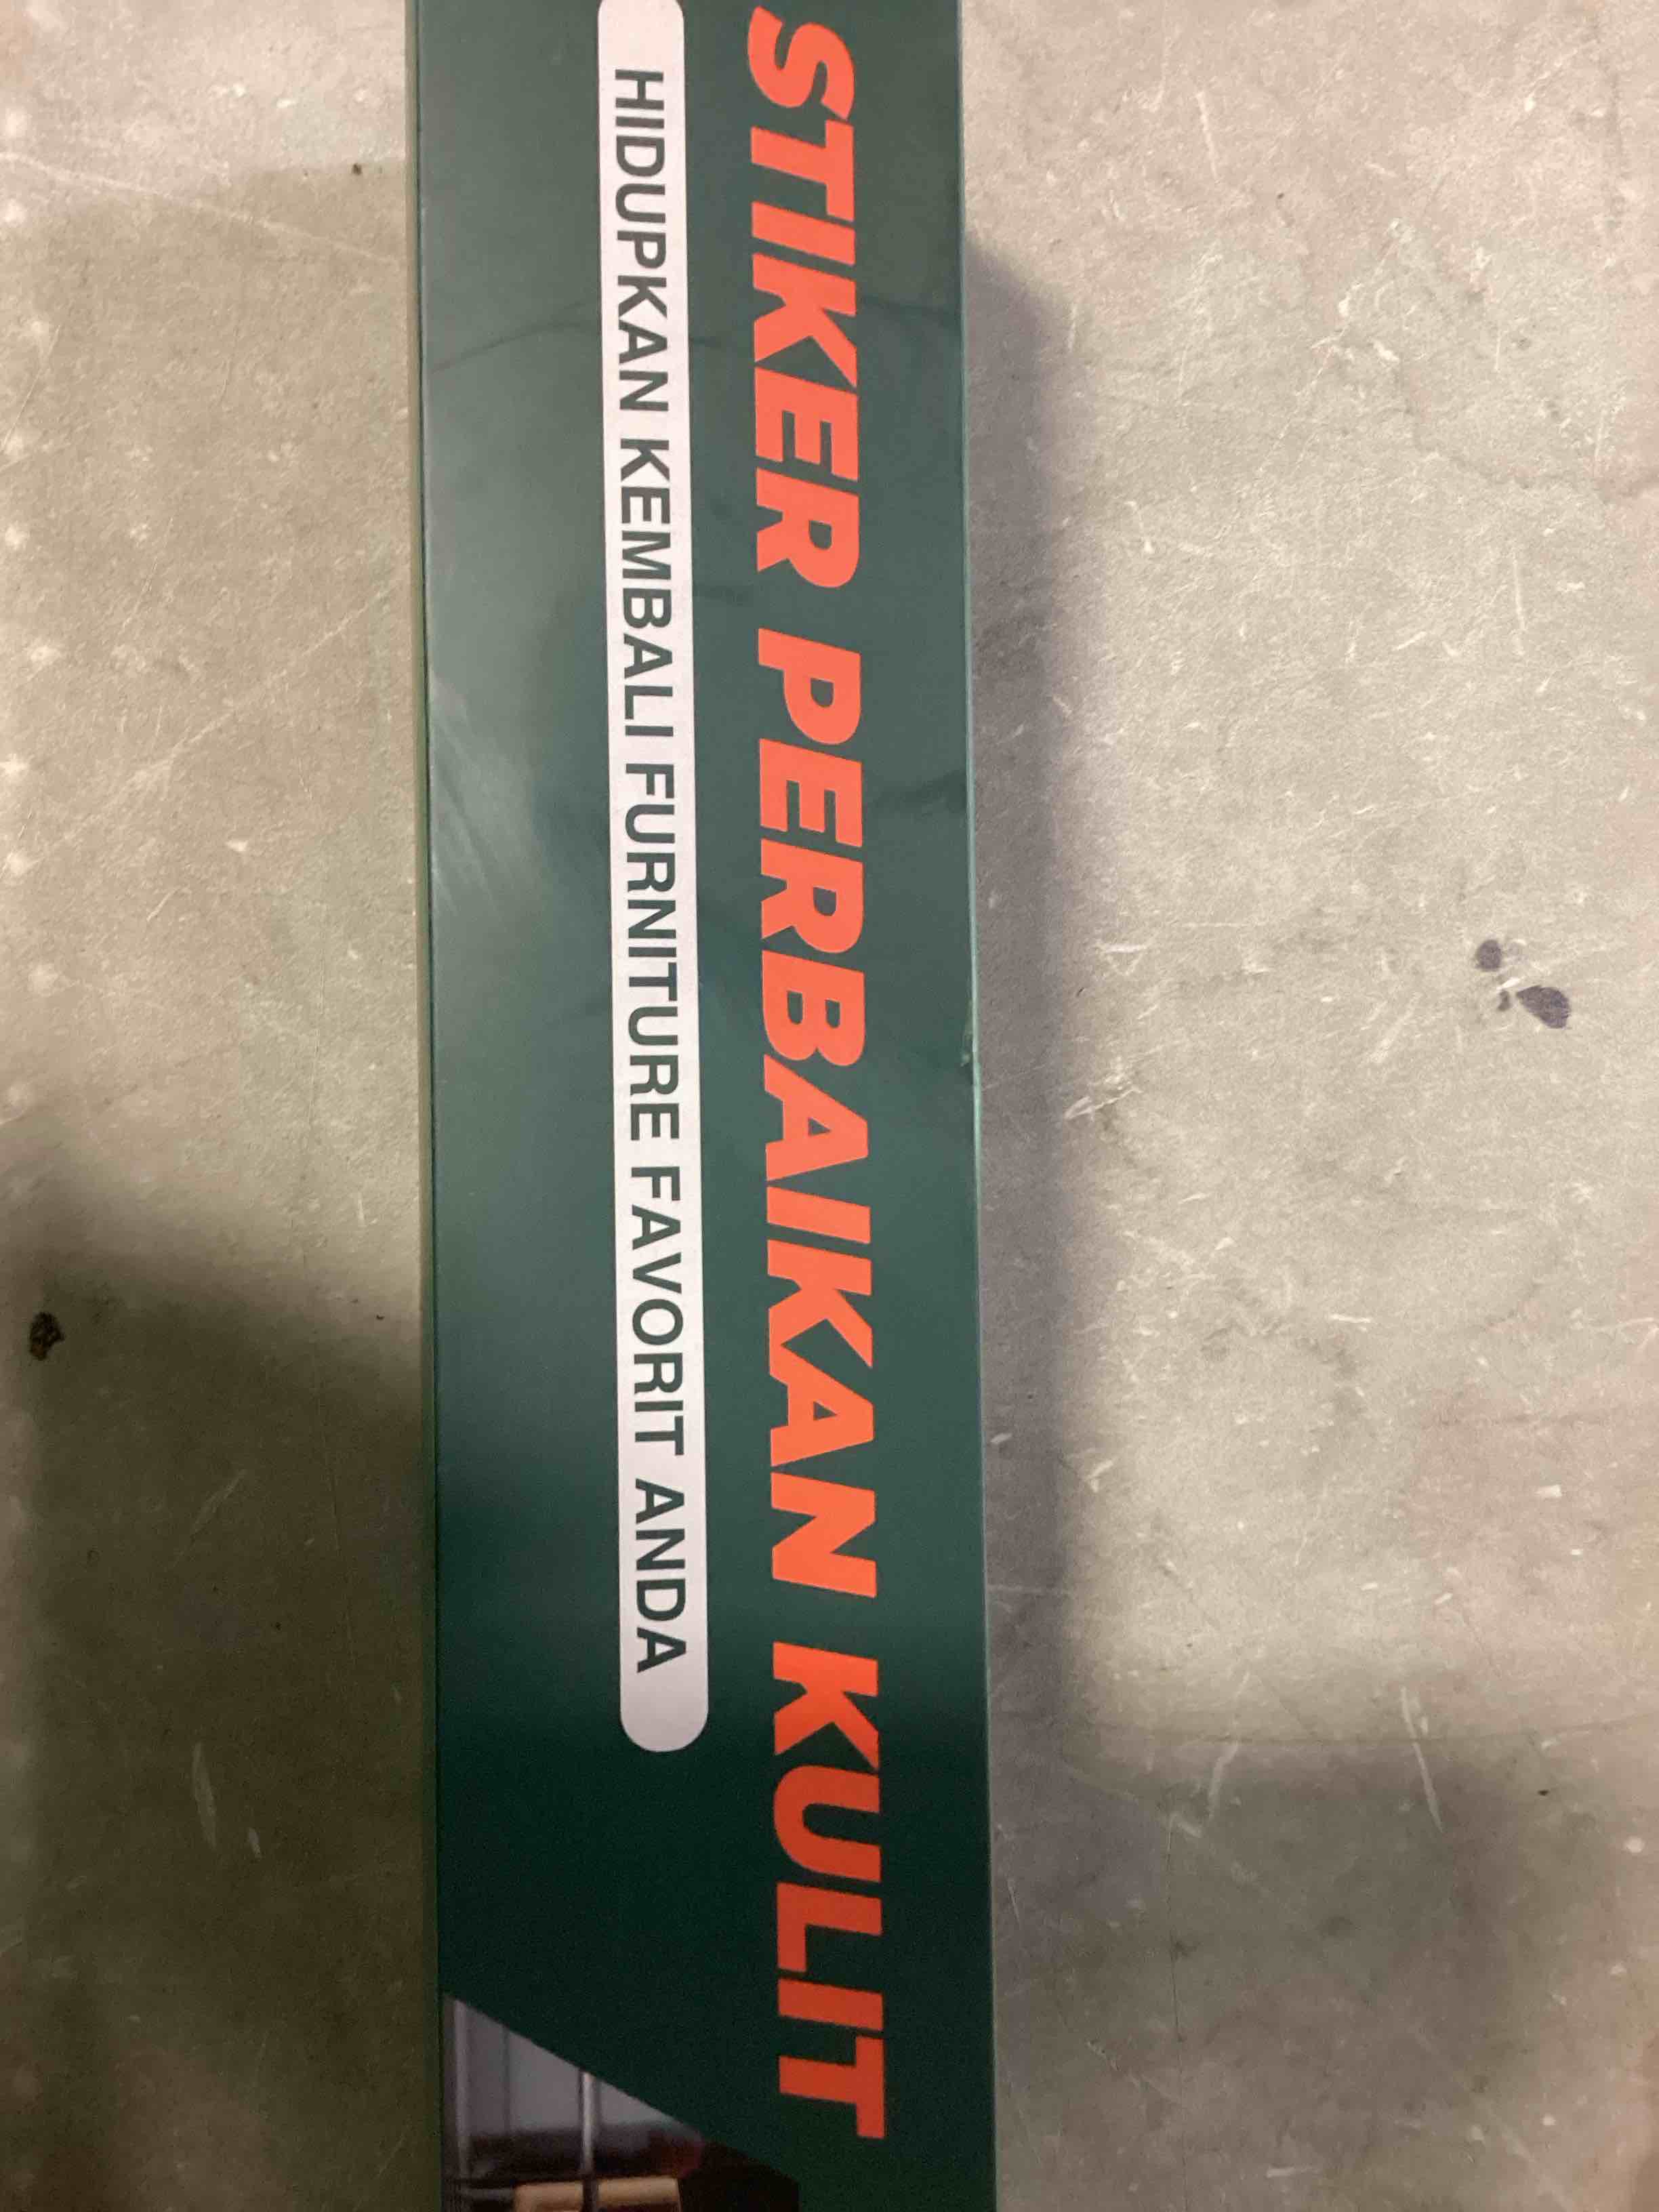 STIKER PERBAIKAN KULIT
HIDUPKAN KEMBALI FURNITURE FAVORIT ANDA